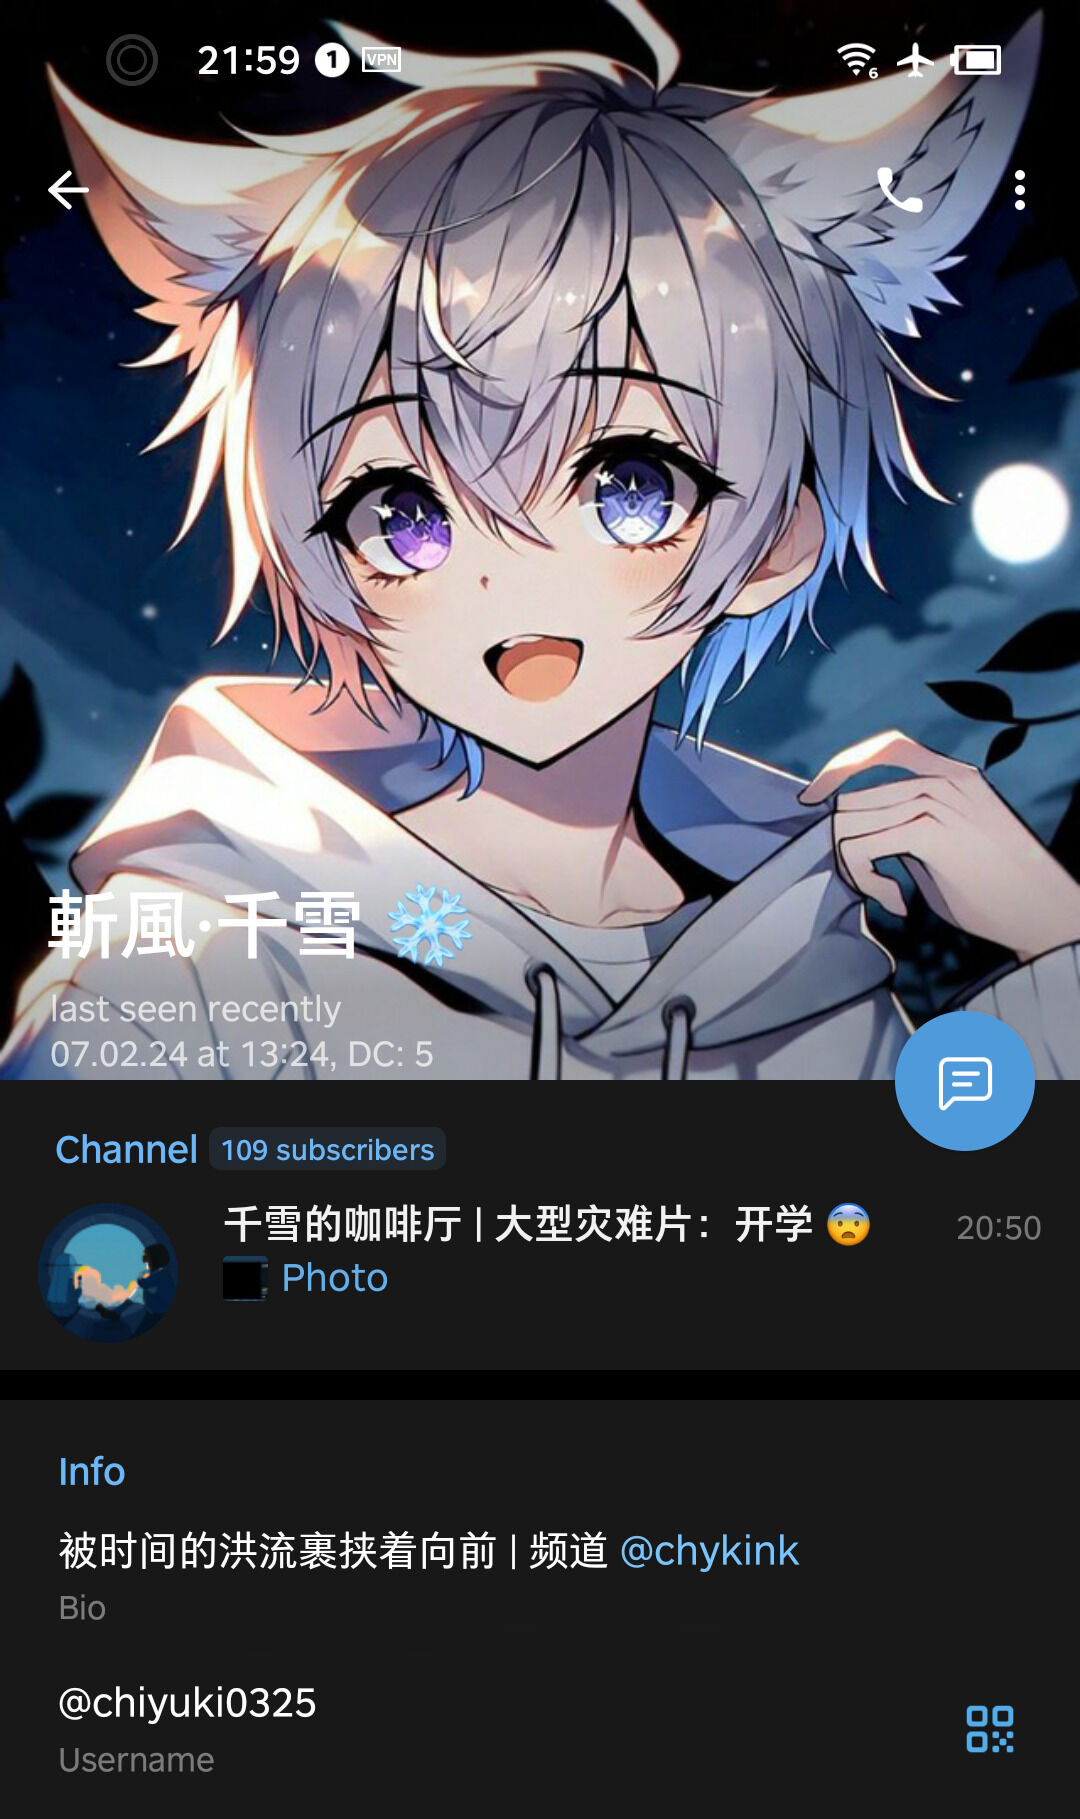 21:59 1 VPN 6
斬風·千雪 ❄️
last seen recently
07.02.24 at 13:24, DC: 5
Channel 109 subscribers
千雪的咖啡厅 | 大型灾难片：开学 😨 20:50
Photo
Info
被时间的洪流裹挟着向前 | 频道 @chykink
Bio
@chiyuki0325
Username